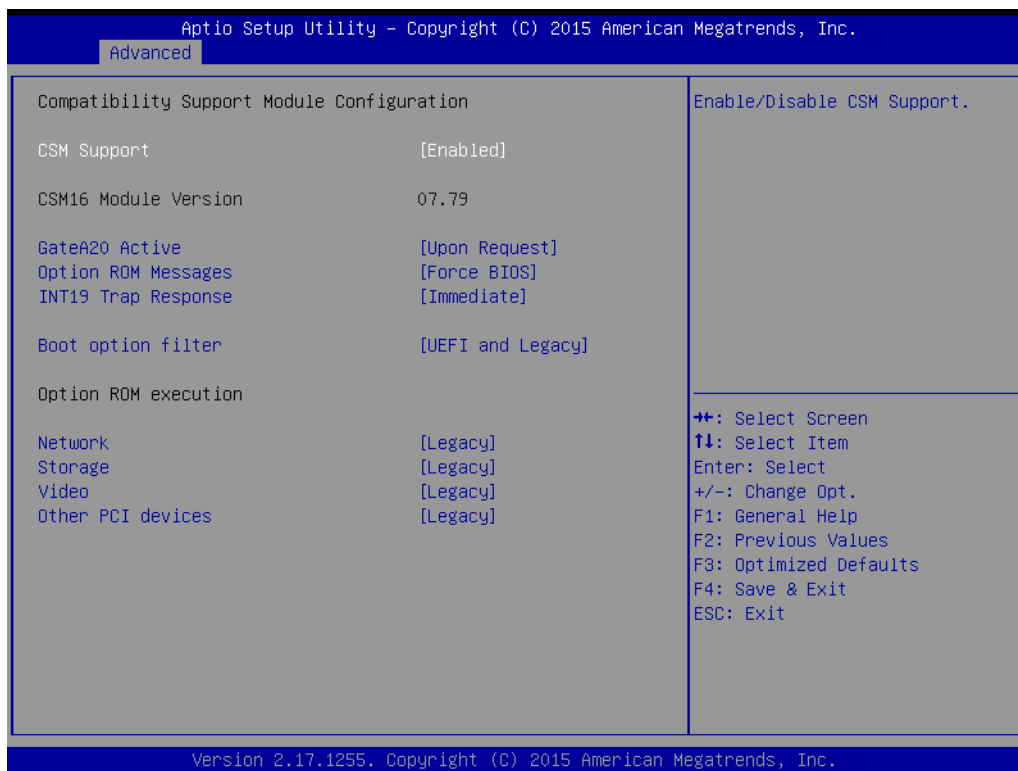 Aptio Setup Utility – Copyright (C) 2015 American Megatrends, Inc.
Advanced
Compatibility Support Module Configuration
Enable/Disable CSM Support.
CSM Support [Enabled]
CSM16 Module Version 07.79
GateA20 Active [Upon Request]
Option ROM Messages [Force BIOS]
INT19 Trap Response [Immediate]
Boot option filter [UEFI and Legacy]
Option ROM execution
Network [Legacy]
Storage [Legacy]
Video [Legacy]
Other PCI devices [Legacy]
→←: Select Screen
↑↓: Select Item
Enter: Select
+/-: Change Opt.
F1: General Help
F2: Previous Values
F3: Optimized Defaults
F4: Save & Exit
ESC: Exit
Version 2.17.1255. Copyright (C) 2015 American Megatrends, Inc.